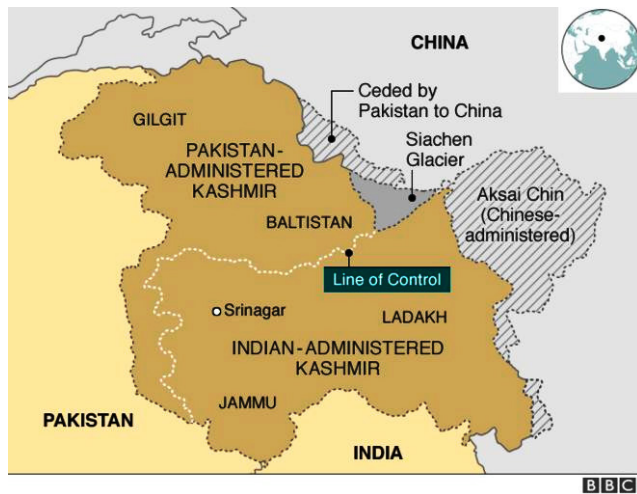 CHINA
Ceded by
Pakistan to China
GILGIT
Siachen
Glacier
PAKISTAN-
ADMINISTERED
KASHMIR
Aksai Chin
(Chinese-
administered)
BALTISTAN
Line of Control
Srinagar
LADAKH
INDIAN-ADMINISTERED
KASHMIR
JAMMU
PAKISTAN
INDIA
BBC